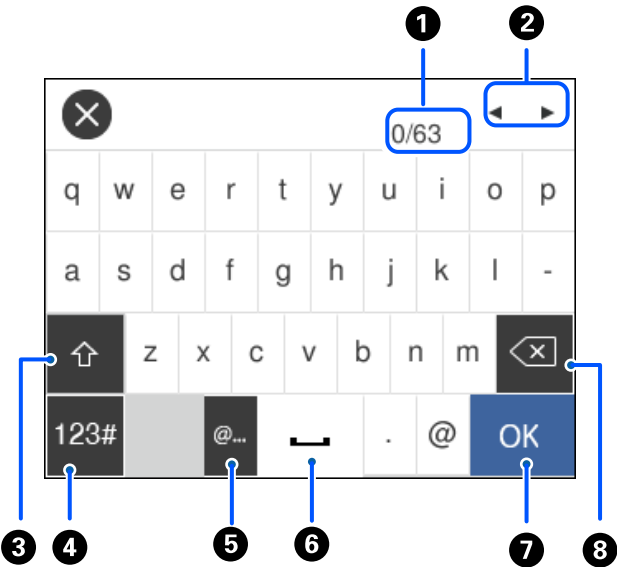 1 2
◄ ►
0/63
q w e r t y u i o p
a s d f g h j k l -
z x c v b n m
123# @... . @ OK
3 4 5 6 7 8